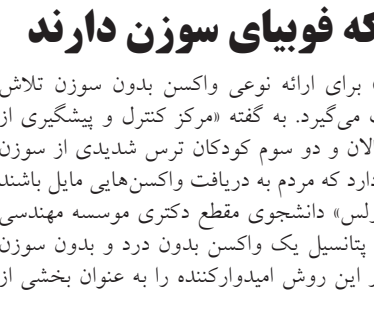 که فوبیای سوزن دارند
برای ارائه نوعی واکسن بدون سوزن تلاش
می‌گیرد. به گفته «مرکز کنترل و پیشگیری از
لان و دو سوم کودکان ترس شدیدی از سوزن
دارد که مردم به دریافت واکسن‌هایی مایل باشند
ولس» دانشجوی مقطع دکتری موسسه مهندسی
پتانسیل یک واکسن بدون درد و بدون سوزن
این روش امیدوارکننده را به عنوان بخشی از